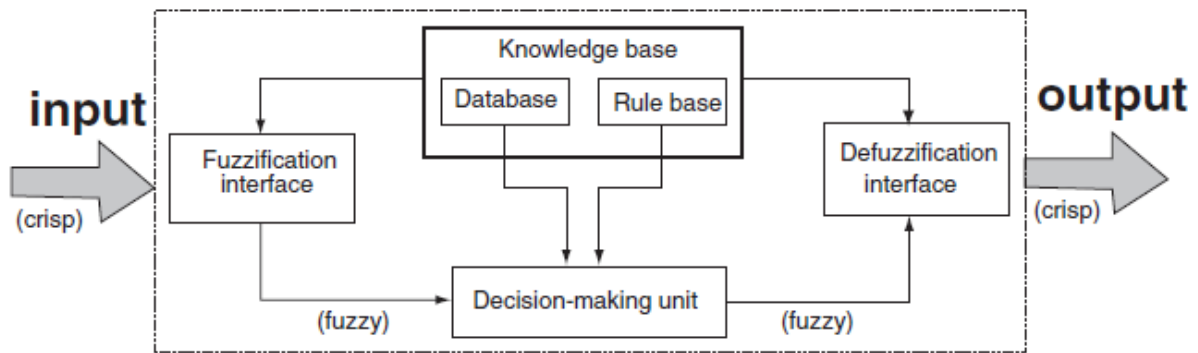 Knowledge base
Database
Rule base
input
(crisp)
Fuzzification
interface
Defuzzification
interface
output
(crisp)
Decision-making unit
(fuzzy)
(fuzzy)